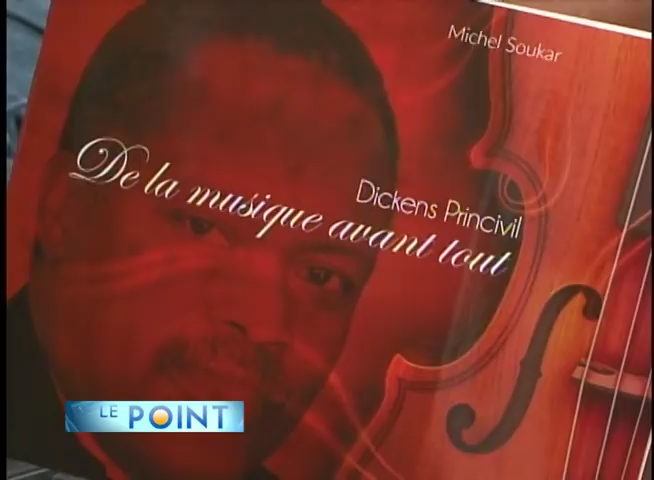 Michel Soukar
Dickens Princivil
De la musique avant tout
LE POINT